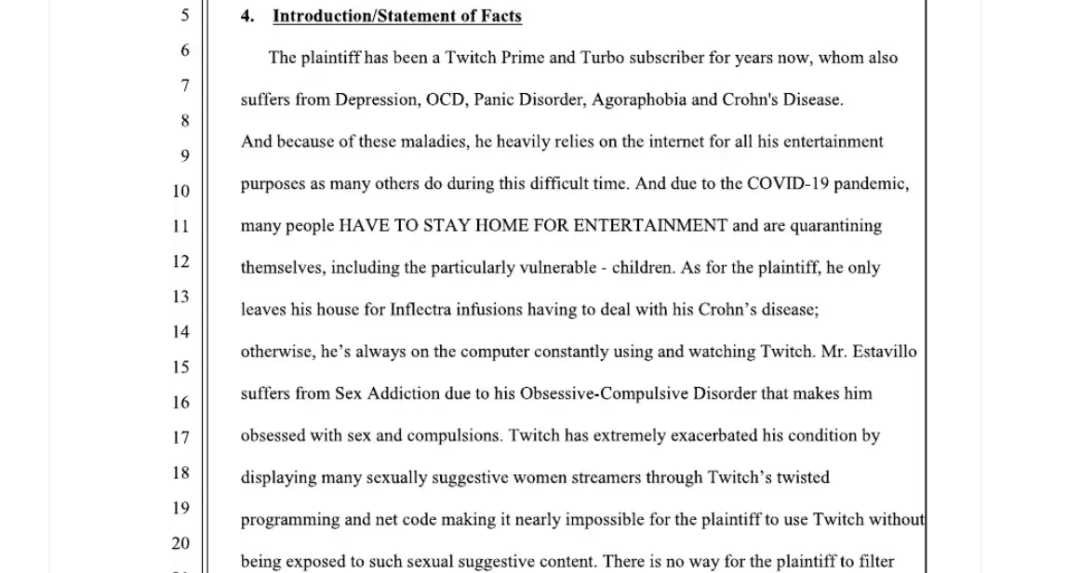 5 4. Introduction/Statement of Facts
6 The plaintiff has been a Twitch Prime and Turbo subscriber for years now, whom also
7 suffers from Depression, OCD, Panic Disorder, Agoraphobia and Crohn's Disease.
8
9 And because of these maladies, he heavily relies on the internet for all his entertainment
10 purposes as many others do during this difficult time. And due to the COVID-19 pandemic,
11 many people HAVE TO STAY HOME FOR ENTERTAINMENT and are quarantining
12 themselves, including the particularly vulnerable - children. As for the plaintiff, he only
13 leaves his house for Inflectra infusions having to deal with his Crohn’s disease;
14
15 otherwise, he’s always on the computer constantly using and watching Twitch. Mr. Estavillo
16 suffers from Sex Addiction due to his Obsessive-Compulsive Disorder that makes him
17 obsessed with sex and compulsions. Twitch has extremely exacerbated his condition by
18 displaying many sexually suggestive women streamers through Twitch’s twisted
19 programming and net code making it nearly impossible for the plaintiff to use Twitch without
20 being exposed to such sexual suggestive content. There is no way for the plaintiff to filter